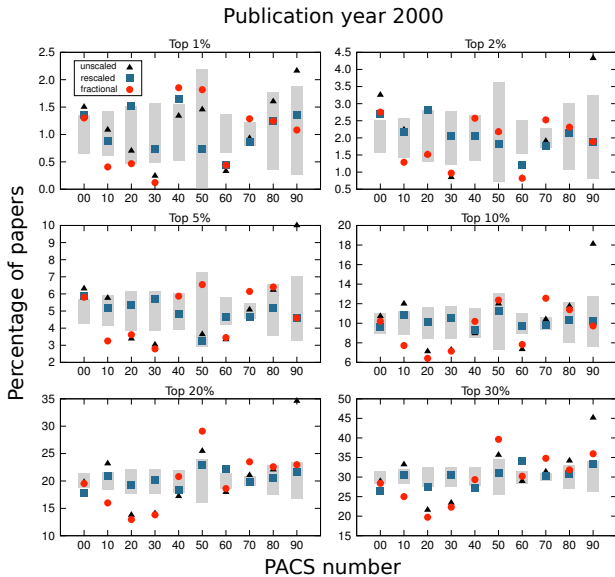 Publication year 2000
Top 1%
Top 2%
2.5
2.0
1.5
1.0
0.5
0.0
unscaled
rescaled
fractional
00 10 20 30 40 50 60 70 80 90
4.5
4.0
3.5
3.0
2.5
2.0
1.5
1.0
0.5
00 10 20 30 40 50 60 70 80 90
Percentage of papers
Top 5%
Top 10%
10
9
8
7
6
5
4
3
2
00 10 20 30 40 50 60 70 80 90
20
18
16
14
12
10
8
6
00 10 20 30 40 50 60 70 80 90
Top 20%
Top 30%
35
30
25
20
15
10
00 10 20 30 40 50 60 70 80 90
50
45
40
35
30
25
20
15
00 10 20 30 40 50 60 70 80 90
PACS number